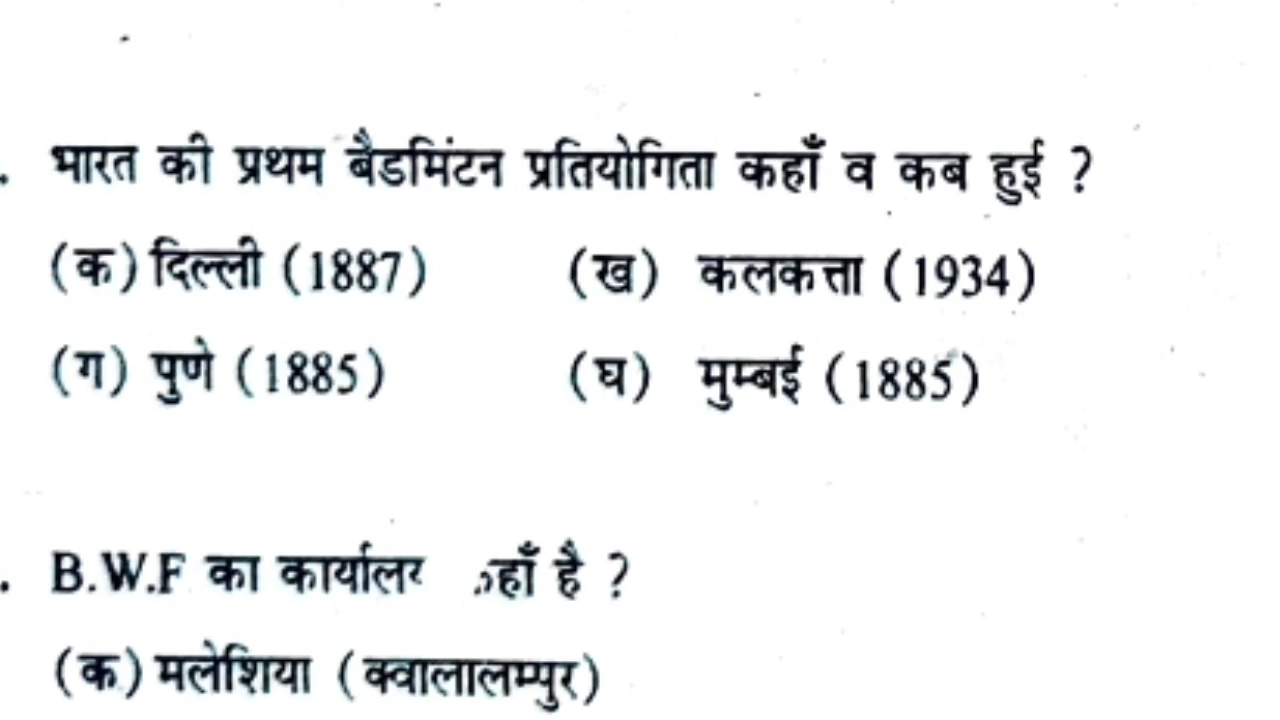 . भारत की प्रथम बैडमिंटन प्रतियोगिता कहाँ व कब हुई ?
(क) दिल्ली (1887) (ख) कलकत्ता (1934)
(ग) पुणे (1885) (घ) मुम्बई (1885)
. B.W.F का है ?
(क) मलेशिया (क्वालालम्पुर)